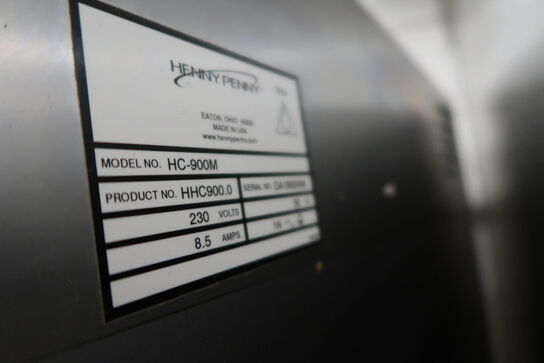 HENNY PENNY
EATON, OHIO 45320
MADE IN USA
www.hennypenny.com
MODEL NO. HC-900M
PRODUCT NO. HHC900.0 SERIAL NO.
230 VOLTS
8.5 AMPS